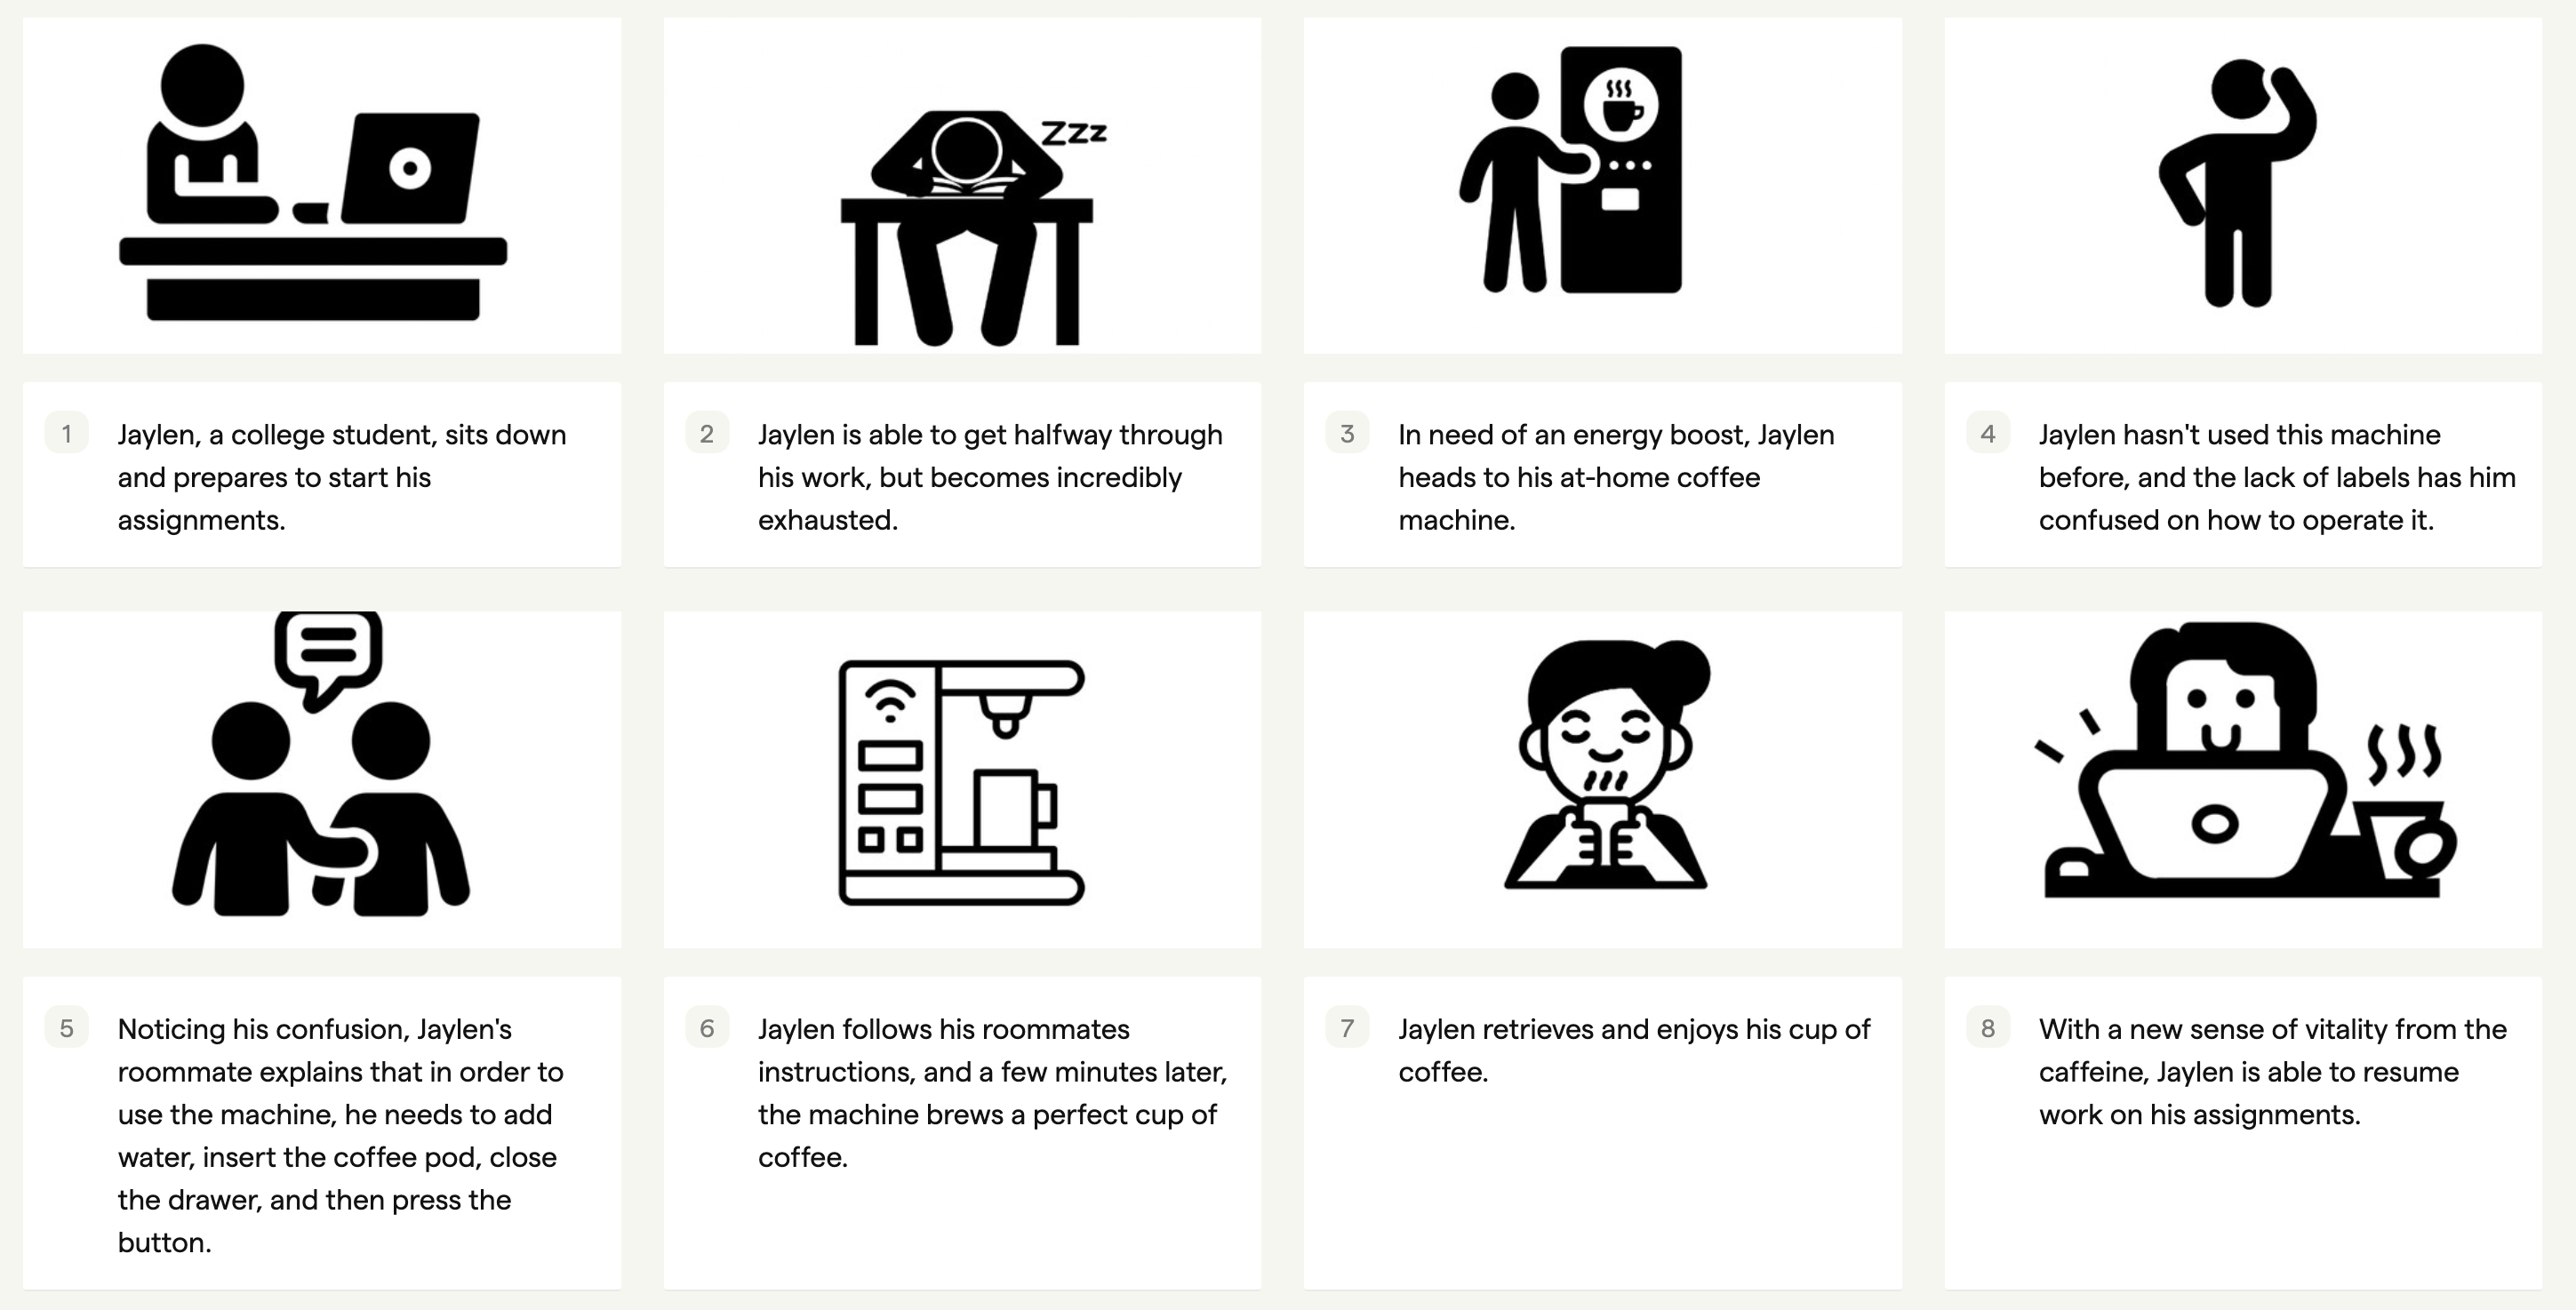 Zzz
1
Jaylen, a college student, sits down
and prepares to start his
assignments.
2
Jaylen is able to get halfway through
his work, but becomes incredibly
exhausted.
3
In need of an energy boost, Jaylen
heads to his at-home coffee
machine.
4
Jaylen hasn't used this machine
before, and the lack of labels has him
confused on how to operate it.
5
Noticing his confusion, Jaylen's
roommate explains that in order to
use the machine, he needs to add
water, insert the coffee pod, close
the drawer, and then press the
button.
6
Jaylen follows his roommates
instructions, and a few minutes later,
the machine brews a perfect cup of
coffee.
7
Jaylen retrieves and enjoys his cup of
coffee.
8
With a new sense of vitality from the
caffeine, Jaylen is able to resume
work on his assignments.